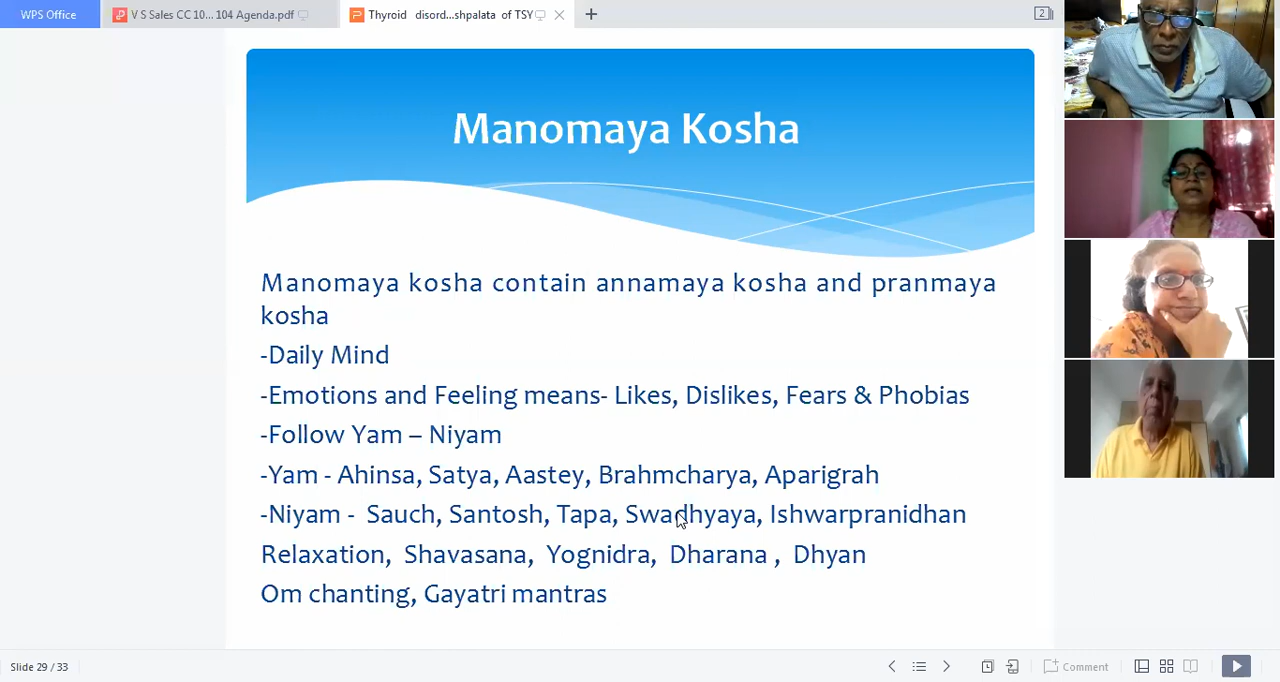 WPS Office
V S Sales CC 10... 104 Agenda.pdf
Thyroid disord...shpalata of TSY
2
Manomaya Kosha
Manomaya kosha contain annamaya kosha and pranmaya
kosha
-Daily Mind
-Emotions and Feeling means- Likes, Dislikes, Fears & Phobias
-Follow Yam – Niyam
-Yam - Ahinsa, Satya, Aastey, Brahmcharya, Aparigrah
-Niyam - Sauch, Santosh, Tapa, Swadhyaya, Ishwarpranidhan
Relaxation, Shavasana, Yognidra, Dharana , Dhyan
Om chanting, Gayatri mantras
Slide 29 / 33
Comment